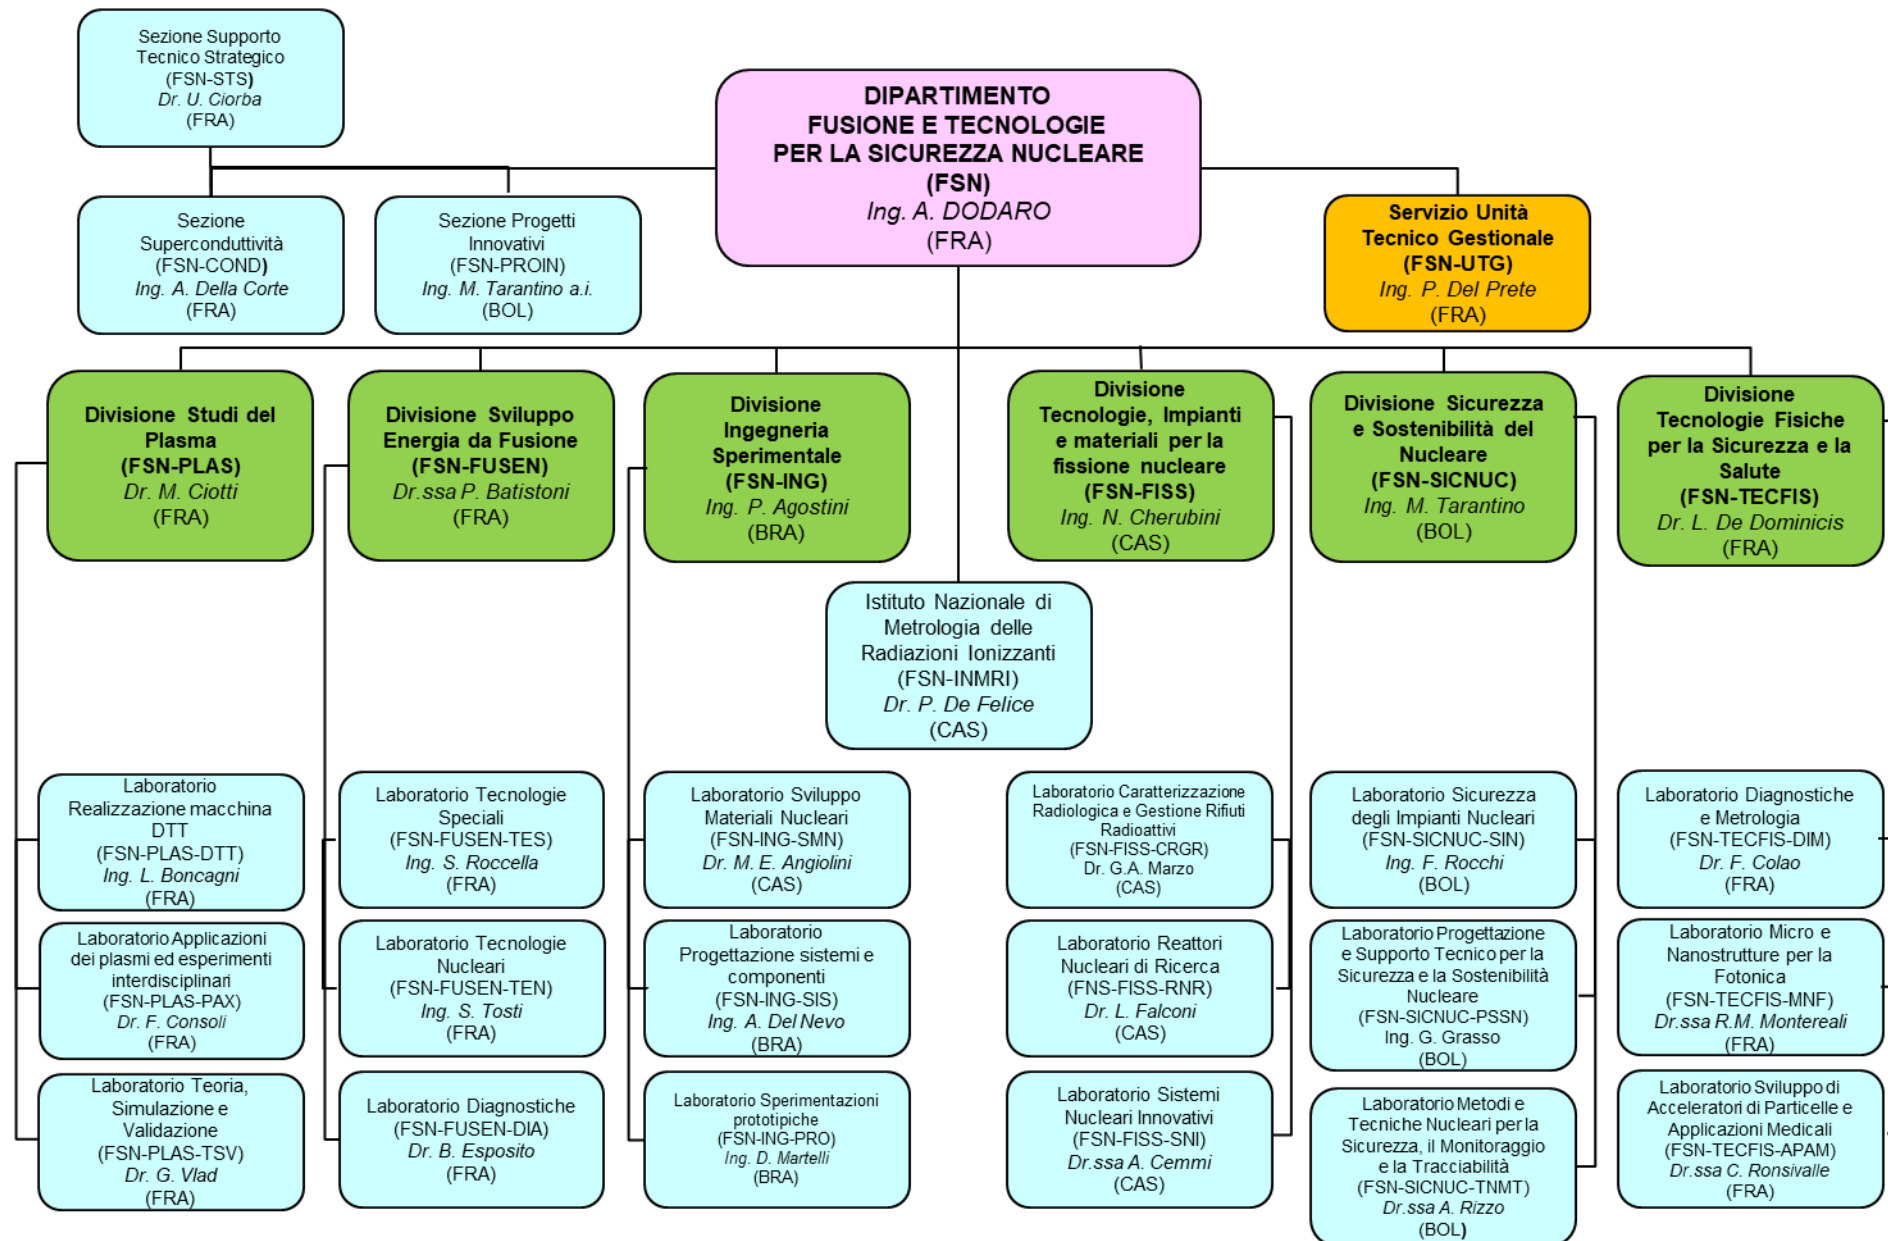 Sezione Supporto
Tecnico Strategico
(FSN-STS)
Dr. U. Ciorba
(FRA)
DIPARTIMENTO
FUSIONE E TECNOLOGIE
PER LA SICUREZZA NUCLEARE
(FSN)
Ing. A. DODARO
(FRA)
Sezione
Superconduttività
(FSN-COND)
Ing. A. Della Corte
(FRA)
Sezione Progetti
Innovativi
(FSN-PROIN)
Ing. M. Tarantino a.i.
(BOL)
Servizio Unità
Tecnico Gestionale
(FSN-UTG)
Ing. P. Del Prete
(FRA)
Divisione Studi del
Plasma
(FSN-PLAS)
Dr. M. Ciotti
(FRA)
Divisione Sviluppo
Energia da Fusione
(FSN-FUSEN)
Dr.ssa P. Batistoni
(FRA)
Divisione
Ingegneria
Sperimentale
(FSN-ING)
Ing. P. Agostini
(BRA)
Divisione
Tecnologie, Impianti
e materiali per la
fissione nucleare
(FSN-FISS)
Ing. N. Cherubini
(CAS)
Divisione Sicurezza
e Sostenibilità del
Nucleare
(FSN-SICNUC)
Ing. M. Tarantino
(BOL)
Divisione
Tecnologie Fisiche
per la Sicurezza e la
Salute
(FSN-TECFIS)
Dr. L. De Dominicis
(FRA)
Istituto Nazionale di
Metrologia delle
Radiazioni Ionizzanti
(FSN-INMRI)
Dr. P. De Felice
(CAS)
Laboratorio
Realizzazione macchina
DTT
(FSN-PLAS-DTT)
Ing. L. Boncagni
(FRA)
Laboratorio Tecnologie
Speciali
(FSN-FUSEN-TES)
Ing. S. Roccella
(FRA)
Laboratorio Sviluppo
Materiali Nucleari
(FSN-ING-SMN)
Dr. M. E. Angiolini
(CAS)
Laboratorio Caratterizzazione
Radiologica e Gestione Rifiuti
Radioattivi
(FSN-FISS-CRGR)
Dr. G.A. Marzo
(CAS)
Laboratorio Sicurezza
degli Impianti Nucleari
(FSN-SICNUC-SIN)
Ing. F. Rocchi
(BOL)
Laboratorio Diagnostiche
e Metrologia
(FSN-TECFIS-DIM)
Dr. F. Colao
(FRA)
Laboratorio Applicazioni
dei plasmi ed esperimenti
interdisciplinari
(FSN-PLAS-PAX)
Dr. F. Consoli
(FRA)
Laboratorio Tecnologie
Nucleari
(FSN-FUSEN-TEN)
Ing. S. Tosti
(FRA)
Laboratorio
Progettazione sistemi e
componenti
(FSN-ING-SIS)
Ing. A. Del Nevo
(BRA)
Laboratorio Reattori
Nucleari di Ricerca
(FNS-FISS-RNR)
Dr. L. Falconi
(CAS)
Laboratorio Progettazione
e Supporto Tecnico per la
Sicurezza e la Sostenibilità
Nucleare
(FSN-SICNUC-PSSN)
Ing. G. Grasso
(BOL)
Laboratorio Micro e
Nanostrutture per la
Fotonica
(FSN-TECFIS-MNF)
Dr.ssa R.M. Montereali
(FRA)
Laboratorio Teoria,
Simulazione e
Validazione
(FSN-PLAS-TSV)
Dr. G. Vlad
(FRA)
Laboratorio Diagnostiche
(FSN-FUSEN-DIA)
Dr. B. Esposito
(FRA)
Laboratorio Sperimentazioni
prototipiche
(FSN-ING-PRO)
Ing. D. Martelli
(BRA)
Laboratorio Sistemi
Nucleari Innovativi
(FSN-FISS-SNI)
Dr.ssa A. Cemmi
(CAS)
Laboratorio Metodi e
Tecniche Nucleari per la
Sicurezza, il Monitoraggio
e la Tracciabilità
(FSN-SICNUC-TNMT)
Dr.ssa A. Rizzo
(BOL)
Laboratorio Sviluppo di
Acceleratori di Particelle e
Applicazioni Medicali
(FSN-TECFIS-APAM)
Dr.ssa C. Ronsivalle
(FRA)